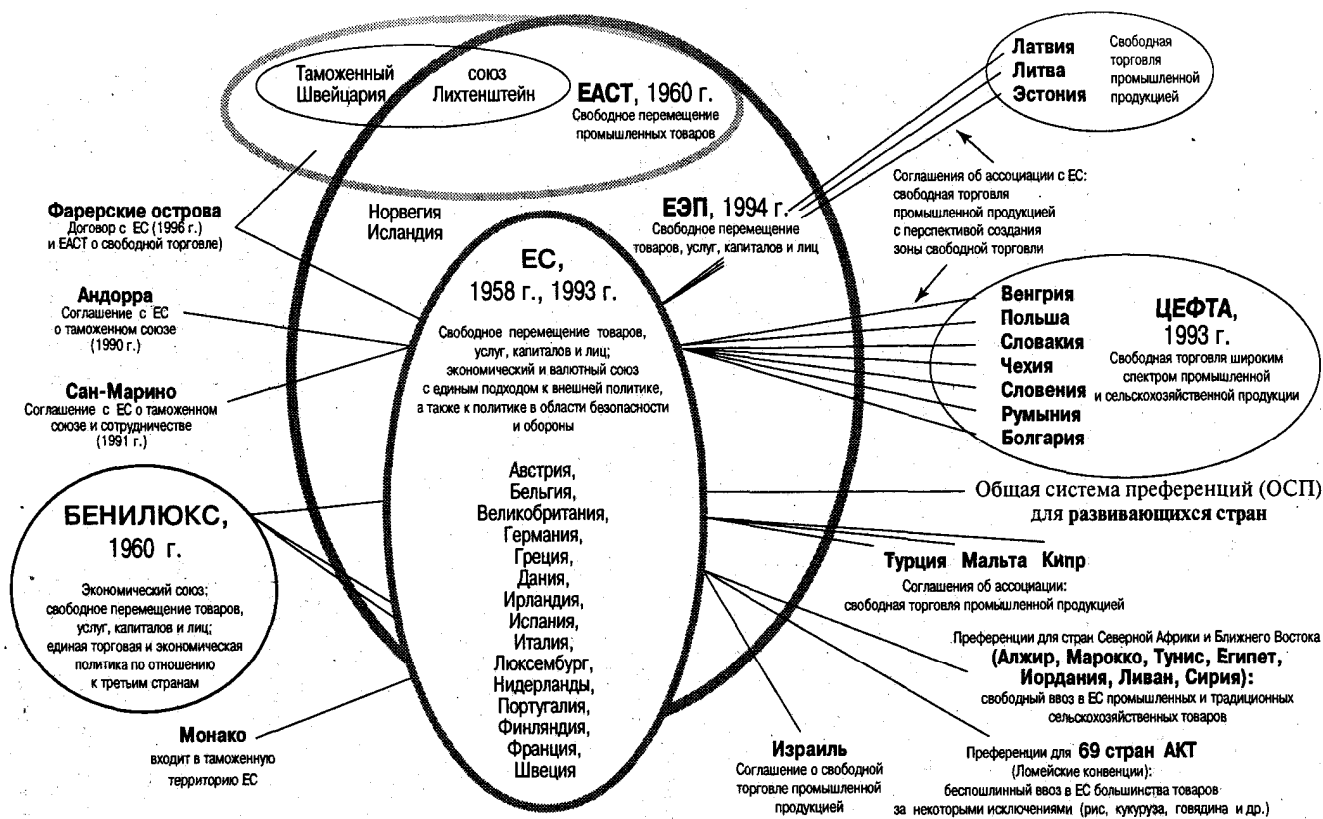 Таможенный союз
Швейцария Лихтенштейн
ЕАСТ, 1960 г.
Свободное перемещение
промышленных товаров
Латвия
Литва
Эстония
Свободная
торговля
промышленной
продукцией
Соглашения об ассоциации с ЕС:
свободная торговля
промышленной продукцией
с перспективой создания
зоны свободной торговли
Фарерские острова
Договор с ЕС (1996 г.)
и ЕАСТ о свободной торговле)
Норвегия
Исландия
ЕЭП, 1994 г.
Свободное перемещение
товаров, услуг, капиталов и лиц
ЕС,
1958 г., 1993 г.
Свободное перемещение товаров,
услуг, капиталов и лиц;
экономический и валютный союз
с единым подходом к внешней политике,
а также к политике в области безопасности
и обороны
Австрия,
Бельгия,
Великобритания,
Германия,
Греция,
Дания,
Ирландия,
Испания,
Италия,
Люксембург,
Нидерланды,
Португалия,
Финляндия,
Франция,
Швеция
Андорра
Соглашение с ЕС
о таможенном союзе
(1990 г.)
Сан-Марино
Соглашение с ЕС о таможенном
союзе и сотрудничестве
(1991 г.)
Венгрия
Польша
Словакия
Чехия
Словения
Румыния
Болгария
ЦЕФТА,
1993 г.
Свободная торговля широким
спектром промышленной
и сельскохозяйственной продукции
БЕНИЛЮКС,
1960 г.
Экономический союз;
свободное перемещение товаров,
услуг, капиталов и лиц;
единая торговая и экономическая
политика по отношению
к третьим странам
Монако
входит в таможенную
территорию ЕС
Общая система преференций (ОСП)
для развивающихся стран
Турция Мальта Кипр
Соглашения об ассоциации:
свободная торговля промышленной продукцией
Преференции для стран Северной Африки и Ближнего Востока
(Алжир, Марокко, Тунис, Египет,
Иордания, Ливан, Сирия):
свободный ввоз в ЕС промышленных и традиционных
сельскохозяйственных товаров
Израиль
Соглашение о свободной
торговле промышленной
продукцией
Преференции для 69 стран АКТ
(Ломейские конвенции):
беспошлинный ввоз в ЕС большинства товаров
за некоторыми исключениями (рис, кукуруза, говядина и др.)